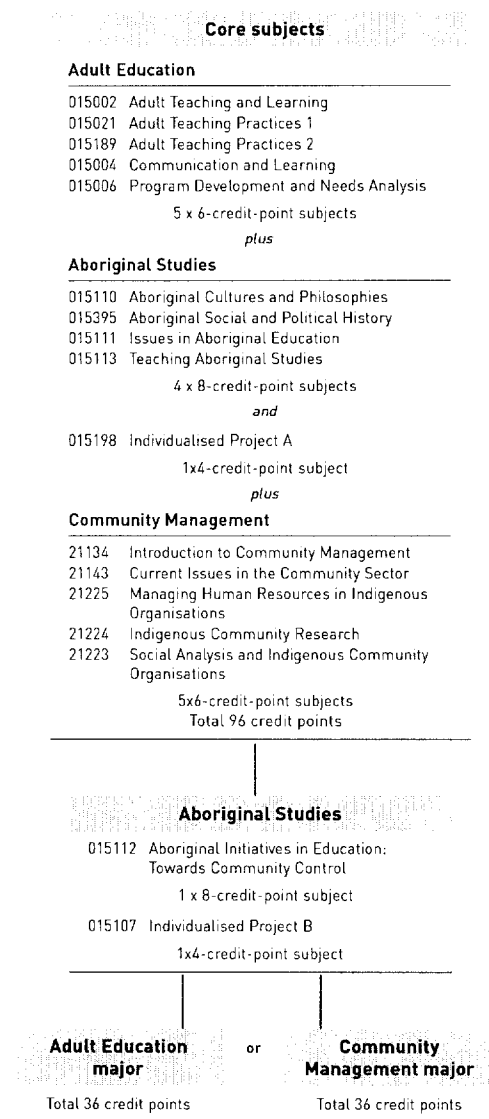 Core subjects
Adult Education
015002 Adult Teaching and Learning
015021 Adult Teaching Practices 1
015189 Adult Teaching Practices 2
015004 Communication and Learning
015006 Program Development and Needs Analysis
5 x 6-credit-point subjects
plus
Aboriginal Studies
015110 Aboriginal Cultures and Philosophies
015395 Aboriginal Social and Political History
015111 Issues in Aboriginal Education
015113 Teaching Aboriginal Studies
4 x 8-credit-point subjects
and
015198 Individualised Project A
1x4-credit-point subject
plus
Community Management
21134 Introduction to Community Management
21143 Current Issues in the Community Sector
21225 Managing Human Resources in Indigenous
Organisations
21224 Indigenous Community Research
21223 Social Analysis and Indigenous Community
Organisations
5x6-credit-point subjects
Total 96 credit points
Aboriginal Studies
015112 Aboriginal Initiatives in Education:
Towards Community Control
1 x 8-credit-point subject
015107 Individualised Project B
1x4-credit-point subject
Adult Education or Community
major Management major
Total 36 credit points Total 36 credit points